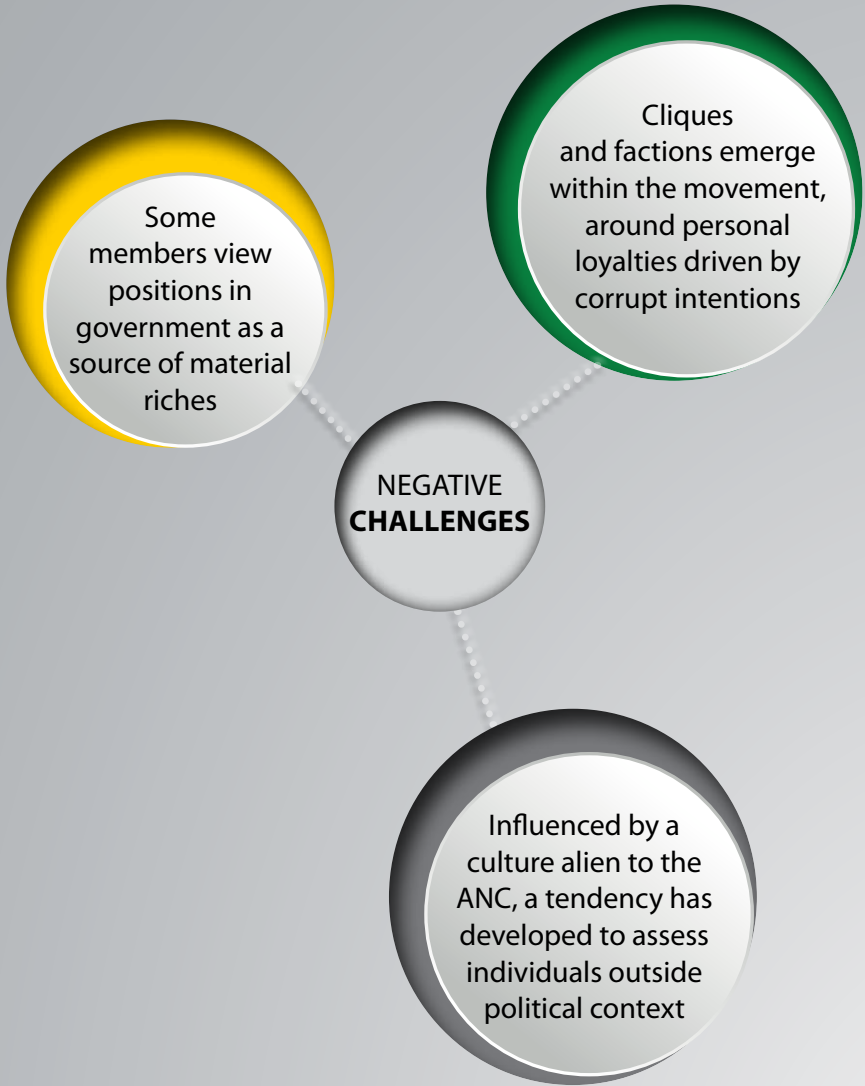 Cliques
and factions emerge
within the movement,
around personal
loyalties driven by
corrupt intentions
Some
members view
positions in
government as a
source of material
riches
NEGATIVE
CHALLENGES
Influenced by a
culture alien to the
ANC, a tendency has
developed to assess
individuals outside
political context